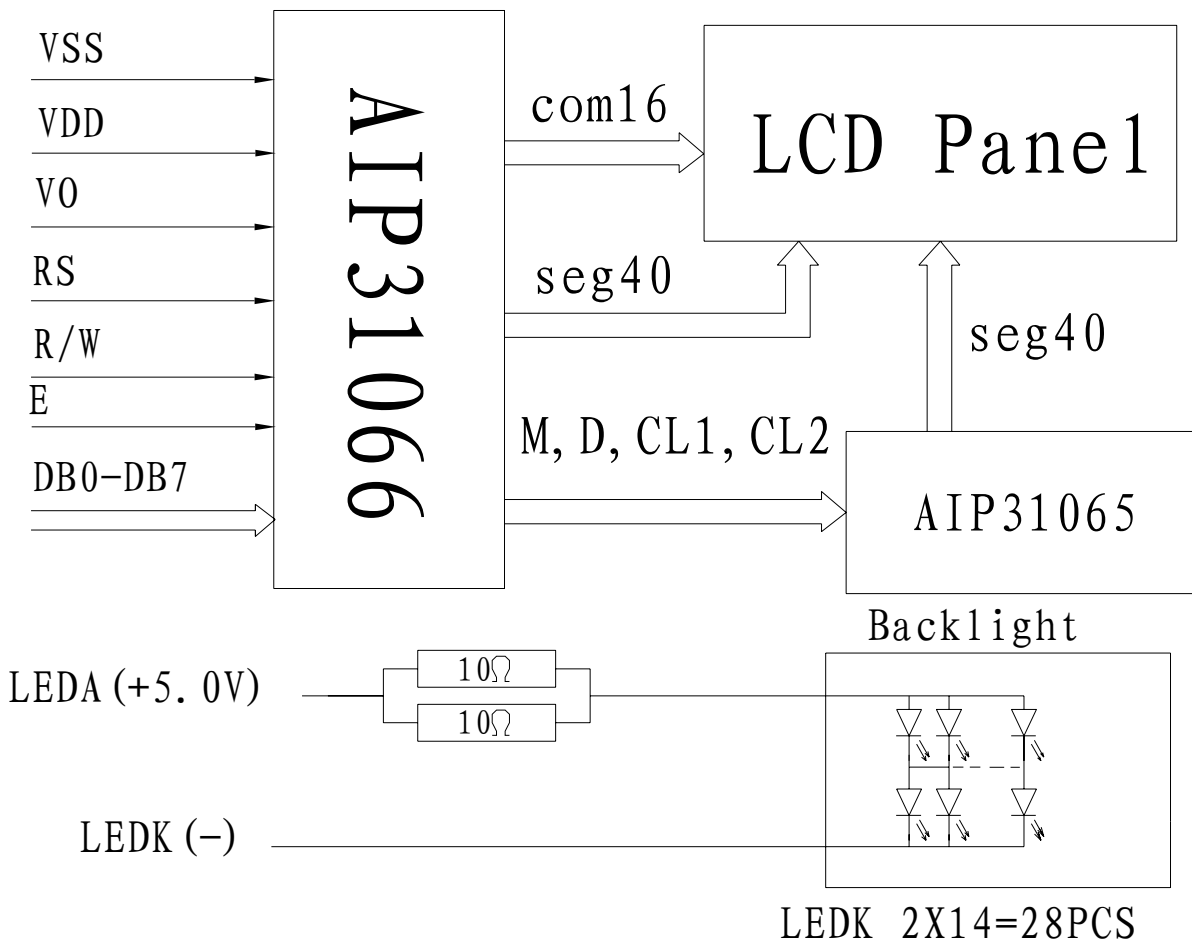 VSS
VDD
VO
RS
R/W
E
DB0-DB7
AIP31066
com16
seg40
M, D, CL1, CL2
LCD Panel
seg40
AIP31065
Backlight
LEDA (+5. 0V)
10Ω
10Ω
LEDK (-)
LEDK 2X14=28PCS